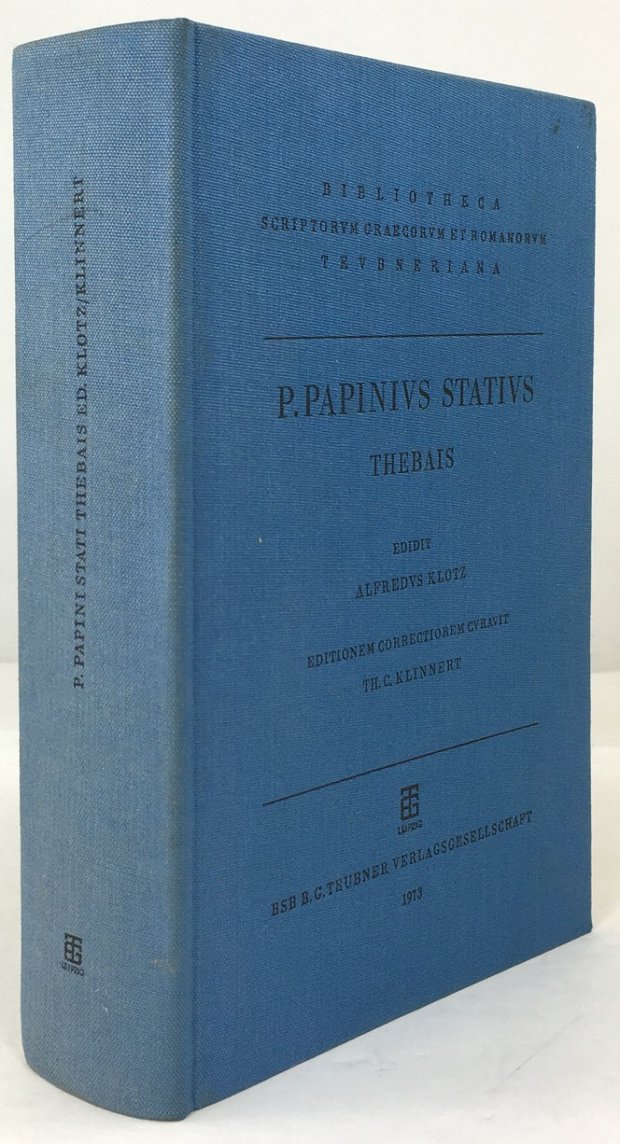 P. PAPINI STATI THEBAIS ED. KLOTZ/KLINNERT
LEIPZIG
BIBLIOTHECA
SCRIPTORVM GRAECORVM ET ROMANORVM
TEVBNERIANA
P. PAPINIVS STATIVS
THEBAIS
EDIDIT
ALFREDVS KLOTZ
EDITIONEM CORRECTIOREM CVRAVIT
TH. C. KLINNERT
LEIPZIG
BSB B. G. TEUBNER VERLAGSGESELLSCHAFT
1973